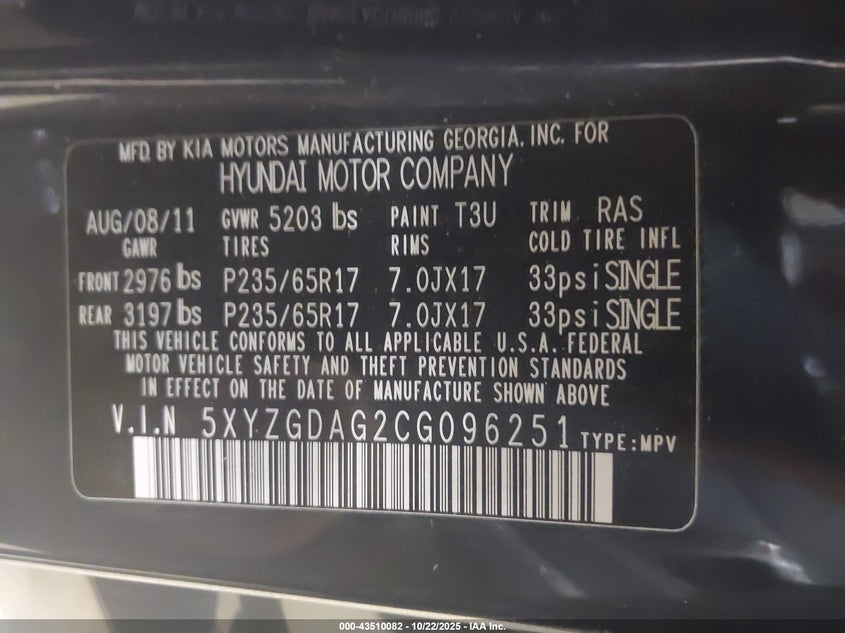 MFD. BY KIA MOTORS MANUFACTURING GEORGIA. INC. FOR
HYUNDAI MOTOR COMPANY
AUG/08/11 GVWR 5203 lbs PAINT T3U TRIM RAS
GAWR TIRES RIMS COLD TIRE INFL
FRONT 2976 lbs P235/65R17 7.0JX17 33psi SINGLE
REAR 3197 lbs P235/65R17 7.0JX17 33psi SINGLE
THIS VEHICLE CONFORMS TO ALL APPLICABLE U.S.A. FEDERAL
MOTOR VEHICLE SAFETY AND THEFT PREVENTION STANDARDS
IN EFFECT ON THE DATE OF MANUFACTURE SHOWN ABOVE
V.I.N 5XYZGDAG2CG096251 TYPE:MPV
000-43510082 - 10/22/2025 - IAA Inc.